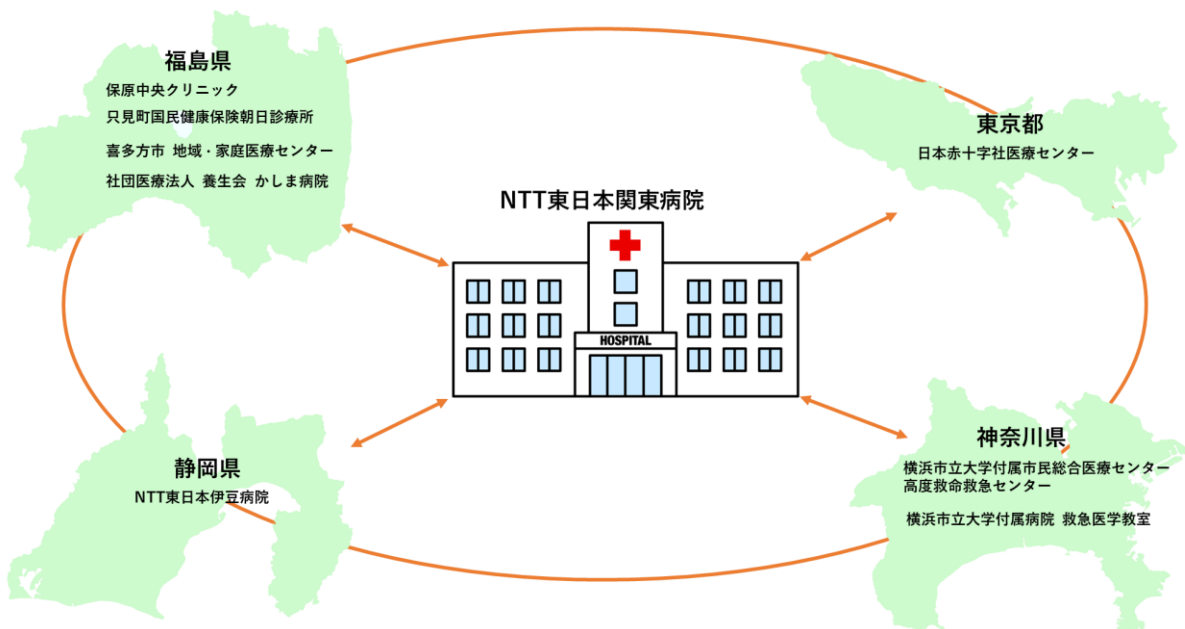 福島県
保原中央クリニック
只見町国民健康保険朝日診療所
喜多方市 地域・家庭医療センター
社団医療法人 養生会 かしま病院
東京都
日本赤十字社医療センター
NTT東日本関東病院
HOSPITAL
静岡県
NTT東日本伊豆病院
神奈川県
横浜市立大学付属市民総合医療センター
高度救命救急センター
横浜市立大学付属病院 救急医学教室